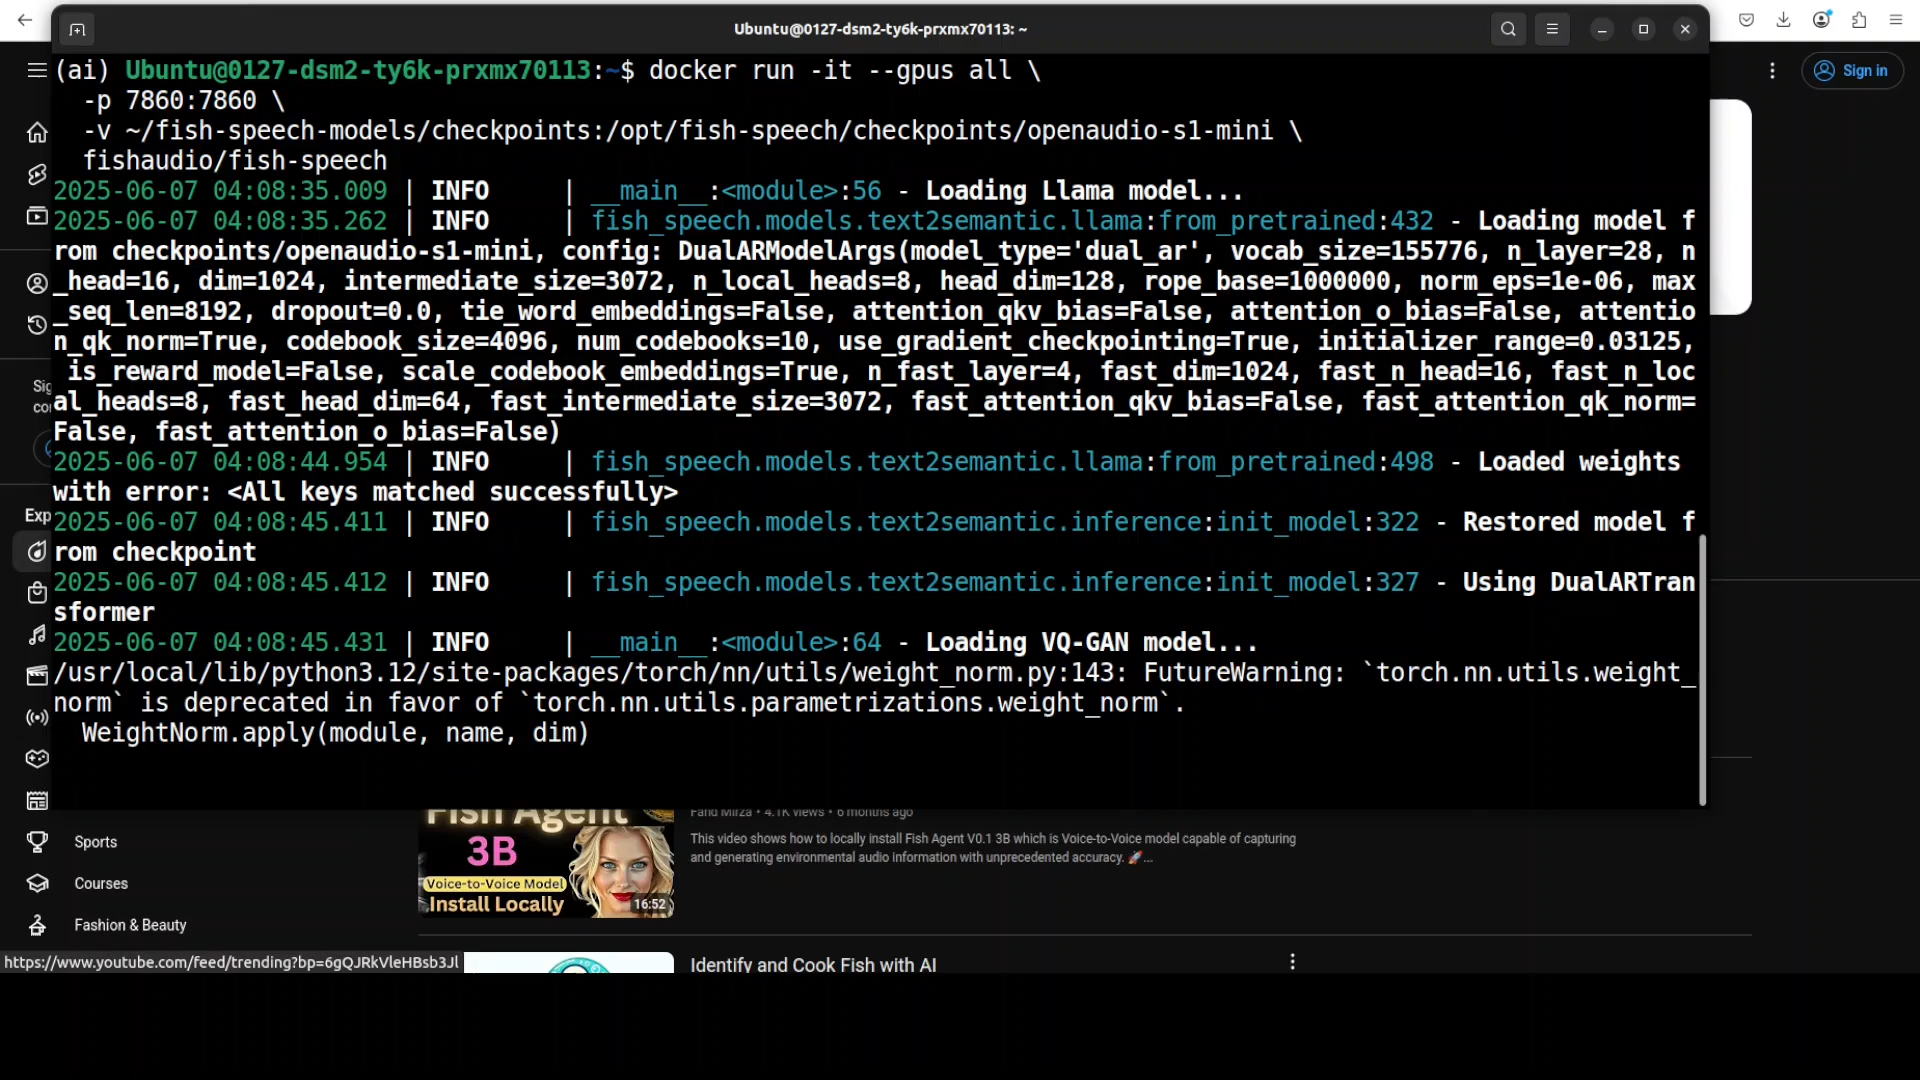 Ubuntu@0127-dsm2-ty6k-prxmx70113: ~
Sign in
(ai) Ubuntu@0127-dsm2-ty6k-prxmx70113:~$ docker run -it --gpus all \
-p 7860:7860 \
-v ~/fish-speech-models/checkpoints:/opt/fish-speech/checkpoints/openaudio-s1-mini \
fishaudio/fish-speech
2025-06-07 04:08:35.009 | INFO     | __main__:<module>:56 - Loading Llama model...
2025-06-07 04:08:35.262 | INFO     | fish_speech.models.text2semantic.llama:from_pretrained:432 - Loading model f
rom checkpoints/openaudio-s1-mini, config: DualARModelArgs(model_type='dual_ar', vocab_size=155776, n_layer=28, n
_head=16, dim=1024, intermediate_size=3072, n_local_heads=8, head_dim=128, rope_base=1000000, norm_eps=1e-06, max
_seq_len=8192, dropout=0.0, tie_word_embeddings=False, attention_qkv_bias=False, attention_o_bias=False, attentio
n_qk_norm=True, codebook_size=4096, num_codebooks=10, use_gradient_checkpointing=True, initializer_range=0.03125,
is_reward_model=False, scale_codebook_embeddings=True, n_fast_layer=4, fast_dim=1024, fast_n_head=16, fast_n_loc
al_heads=8, fast_head_dim=64, fast_intermediate_size=3072, fast_attention_qkv_bias=False, fast_attention_qk_norm=
False, fast_attention_o_bias=False)
2025-06-07 04:08:44.954 | INFO     | fish_speech.models.text2semantic.llama:from_pretrained:498 - Loaded weights
with error: <All keys matched successfully>
2025-06-07 04:08:45.411 | INFO     | fish_speech.models.text2semantic.inference:init_model:322 - Restored model f
rom checkpoint
2025-06-07 04:08:45.412 | INFO     | fish_speech.models.text2semantic.inference:init_model:327 - Using DualARTran
sformer
2025-06-07 04:08:45.431 | INFO     | __main__:<module>:64 - Loading VQ-GAN model...
/usr/local/lib/python3.12/site-packages/torch/nn/utils/weight_norm.py:143: FutureWarning: `torch.nn.utils.weight_
norm` is deprecated in favor of `torch.nn.utils.parametrizations.weight_norm`.
WeightNorm.apply(module, name, dim)
Sig
co
Exp
Sports
Courses
Fashion & Beauty
Fish Agent
3B
Voice-to-Voice Model
Install Locally
16:52
Fahd Mirza • 4.1K views • 6 months ago
This video shows how to locally install Fish Agent V0.1 3B which is Voice-to-Voice model capable of capturing
and generating environmental audio information with unprecedented accuracy. 🚀...
Identify and Cook Fish with AI
https://www.youtube.com/feed/trending?bp=6gQJRkVleHBsb3Jl